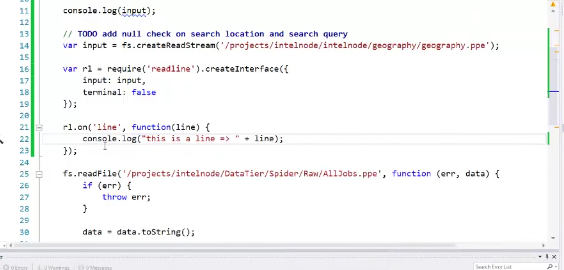 11 console.log(input);
12
13 // TODO add null check on search location and search query
14 var input = fs.createReadStream('/projects/intelnode/intelnode/geography/geography.ppe');
15
16 var rl = require('readline').createInterface({
17 input: input,
18 terminal: false
19 });
20
21 rl.on('line', function(line) {
22 console.log("this is a line => " + line);
23 });
24
25 fs.readFile('/projects/intelnode/DataTier/Spider/Raw/AllJobs.ppe', function (err, data) {
26 if (err) {
27 throw err;
28 }
29
30 data = data.toString();
0 Errors 0 Warnings 0 Messages Search Error List